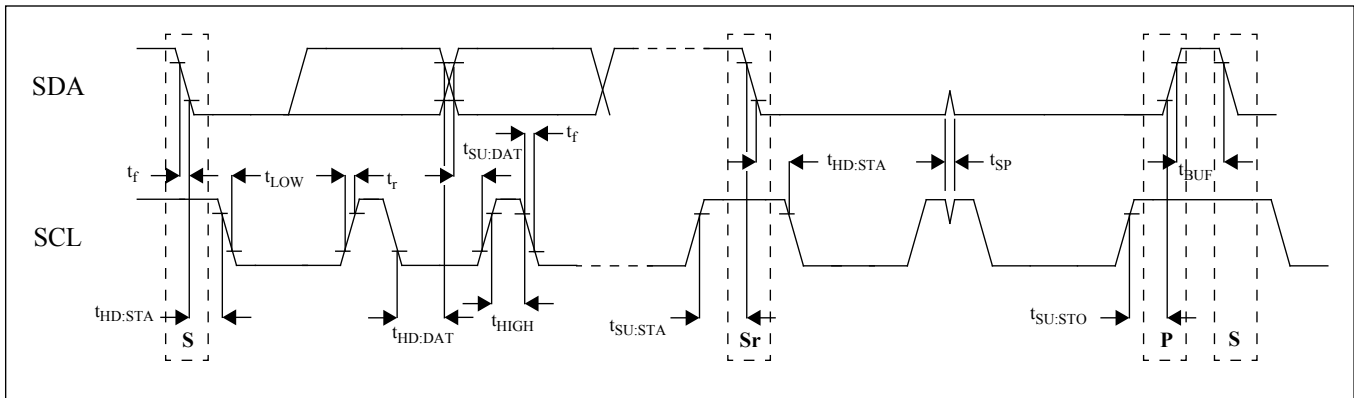 SDA
t_SU:DAT
t_f
t_HD:STA
t_SP
t_BUF
t_f
t_LOW
t_r
SCL
t_HD:STA
t_HD:DAT
t_HIGH
t_SU:STA
t_SU:STO
S
Sr
P
S